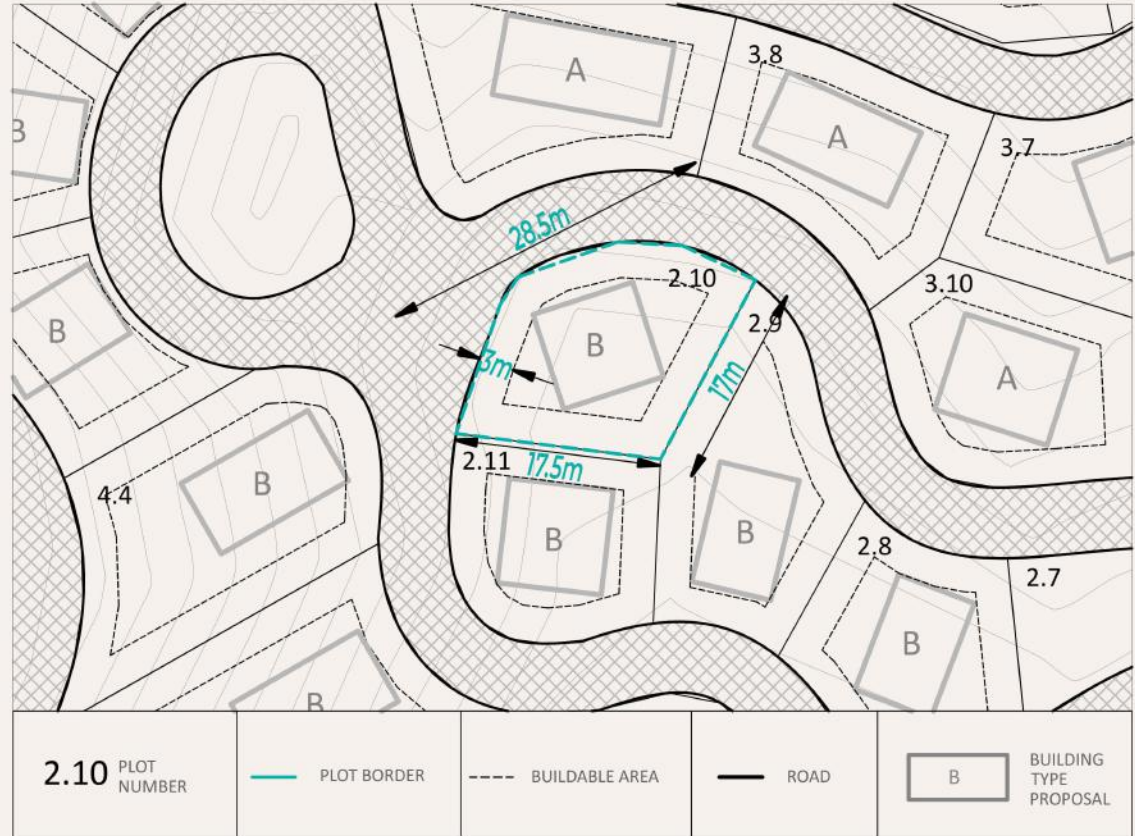 A
3.8
A
3.7
B
28.5m
2.10
3.10
2.9
B
B
3m
A
17m
2.11
17.5m
4.4
B
B
B
2.8
2.7
B
B
2.10 PLOT NUMBER
PLOT BORDER
BUILDABLE AREA
ROAD
B
BUILDING
TYPE
PROPOSAL